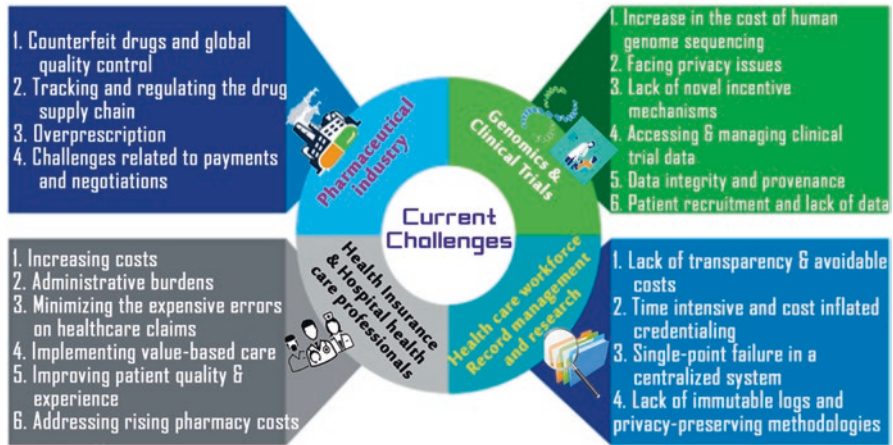 1. Counterfeit drugs and global
quality control
2. Tracking and regulating the drug
supply chain
3. Overprescription
4. Challenges related to payments
and negotiations
Pharmaceutical
industry
1. Increase in the cost of human
genome sequencing
2. Facing privacy issues
3. Lack of novel incentive
mechanisms
4. Accessing & managing clinical
trial data
5. Data integrity and provenance
6. Patient recruitment and lack of data
Genomics &
Clinical Trials
Current
Challenges
1. Increasing costs
2. Administrative burdens
3. Minimizing the expensive errors
on healthcare claims
4. Implementing value-based care
5. Improving patient quality &
experience
6. Addressing rising pharmacy costs
Health Insurance
& Hospital health
care professionals
Health care workforce
Record management
and research
1. Lack of transparency & avoidable
costs
2. Time intensive and cost inflated
credentialing
3. Single-point failure in a
centralized system
4. Lack of immutable logs and
privacy-preserving methodologies